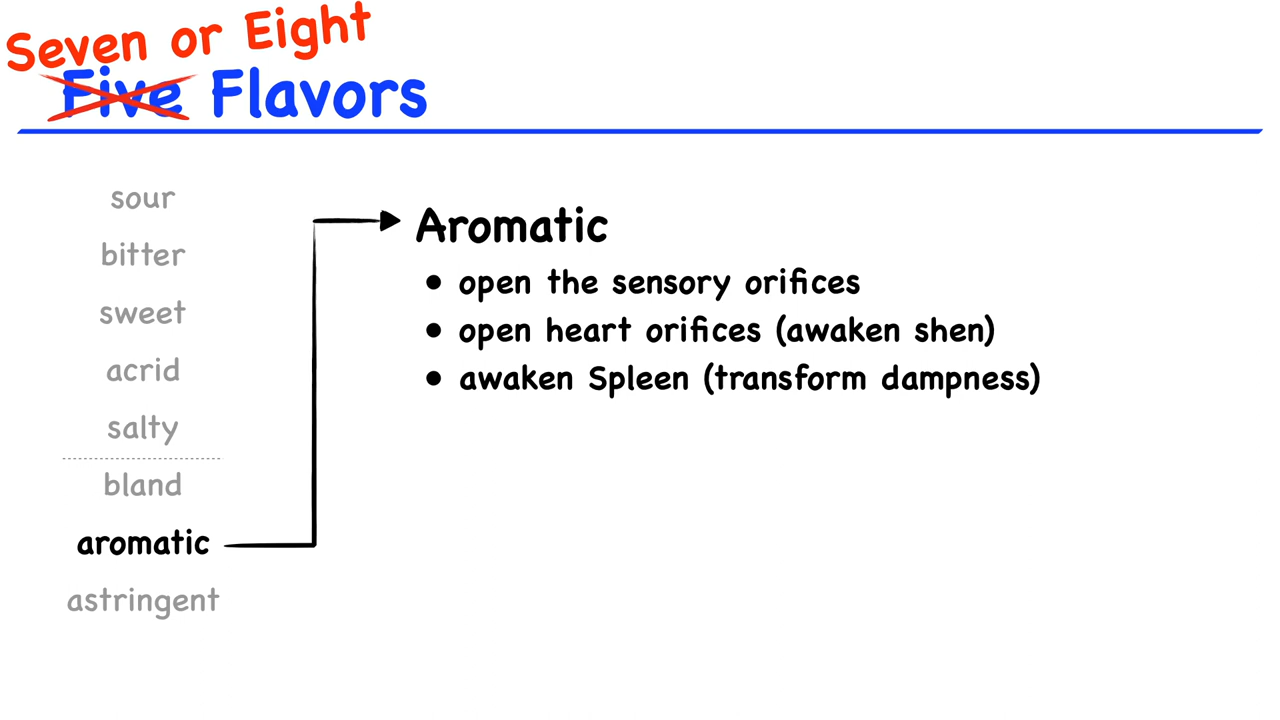 Seven or Eight
Five Flavors
sour
bitter
sweet
acrid
salty
bland
aromatic
astringent
Aromatic
• open the sensory orifices
• open heart orifices (awaken shen)
• awaken Spleen (transform dampness)